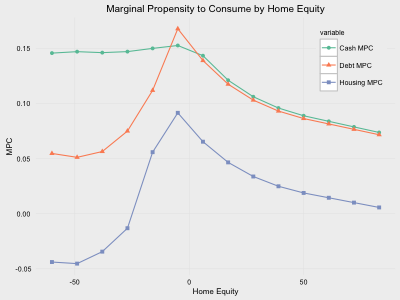 Marginal Propensity to Consume by Home Equity
variable
Cash MPC
Debt MPC
Housing MPC
MPC
0.15
0.10
0.05
0.00
-0.05
-50
0
50
Home Equity